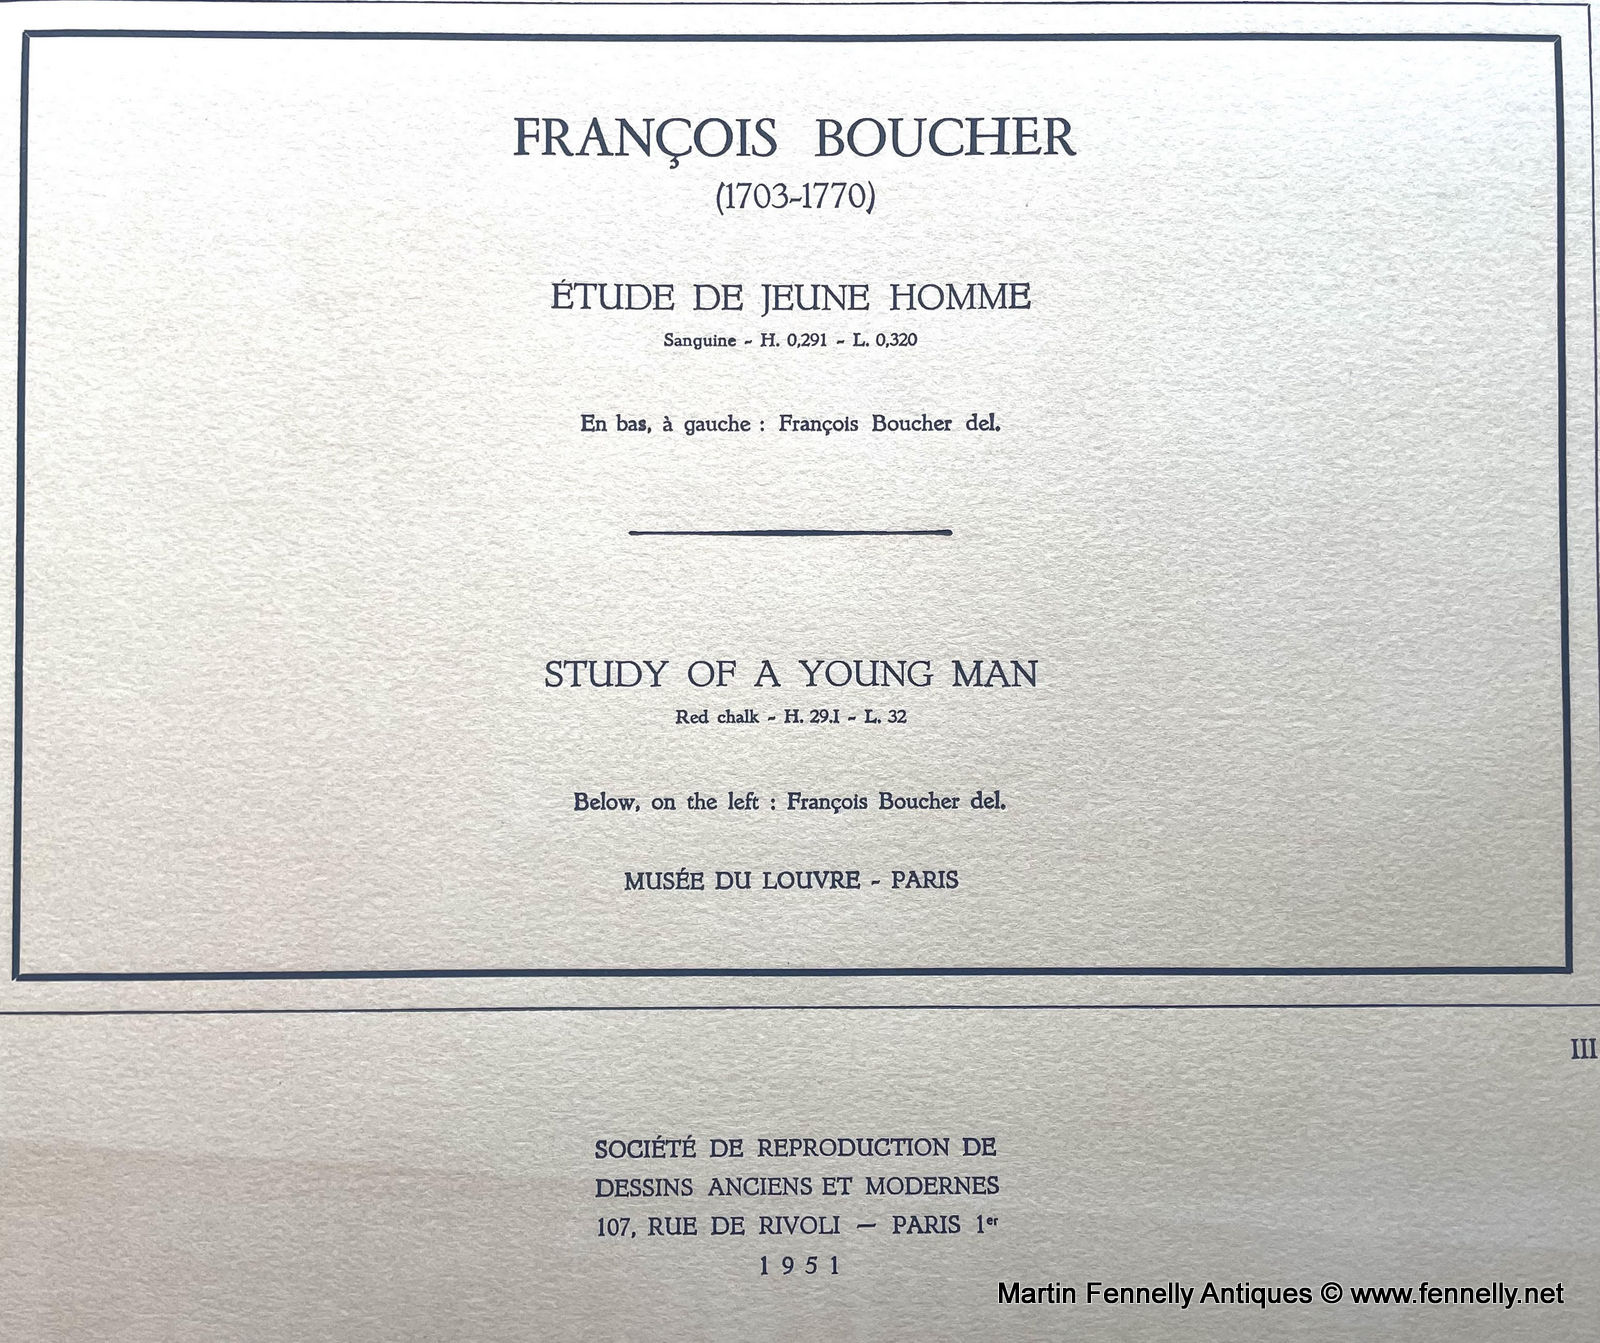 FRANÇOIS BOUCHER
(1703-1770)
ÉTUDE DE JEUNE HOMME
Sanguine - H. 0,291 - L. 0,320
En bas, à gauche : François Boucher del.
STUDY OF A YOUNG MAN
Red chalk - H. 29.I - L. 32
Below, on the left : François Boucher del.
MUSÉE DU LOUVRE - PARIS
III
SOCIÉTÉ DE REPRODUCTION DE
DESSINS ANCIENS ET MODERNES
107, RUE DE RIVOLI — PARIS 1er
1951
Martin Fennelly Antiques © www.fennelly.net